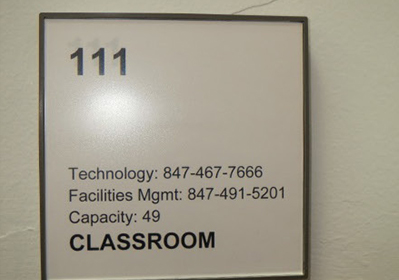 111
Technology: 847-467-7666
Facilities Mgmt: 847-491-5201
Capacity: 49
CLASSROOM